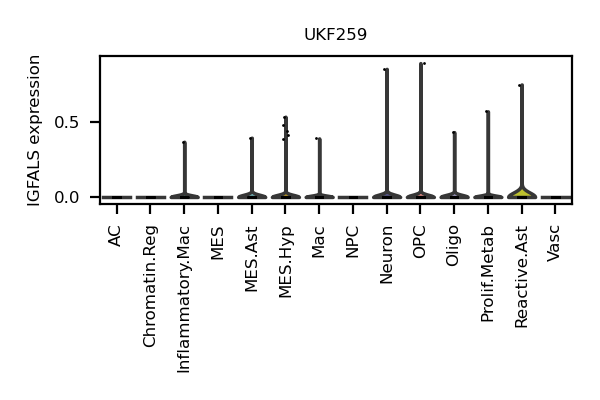 UKF259
IGFALS expression
0.5
0.0
AC
Chromatin.Reg
Inflammatory.Mac
MES
MES.Ast
MES.Hyp
Mac
NPC
Neuron
OPC
Oligo
Prolif.Metab
Reactive.Ast
Vasc